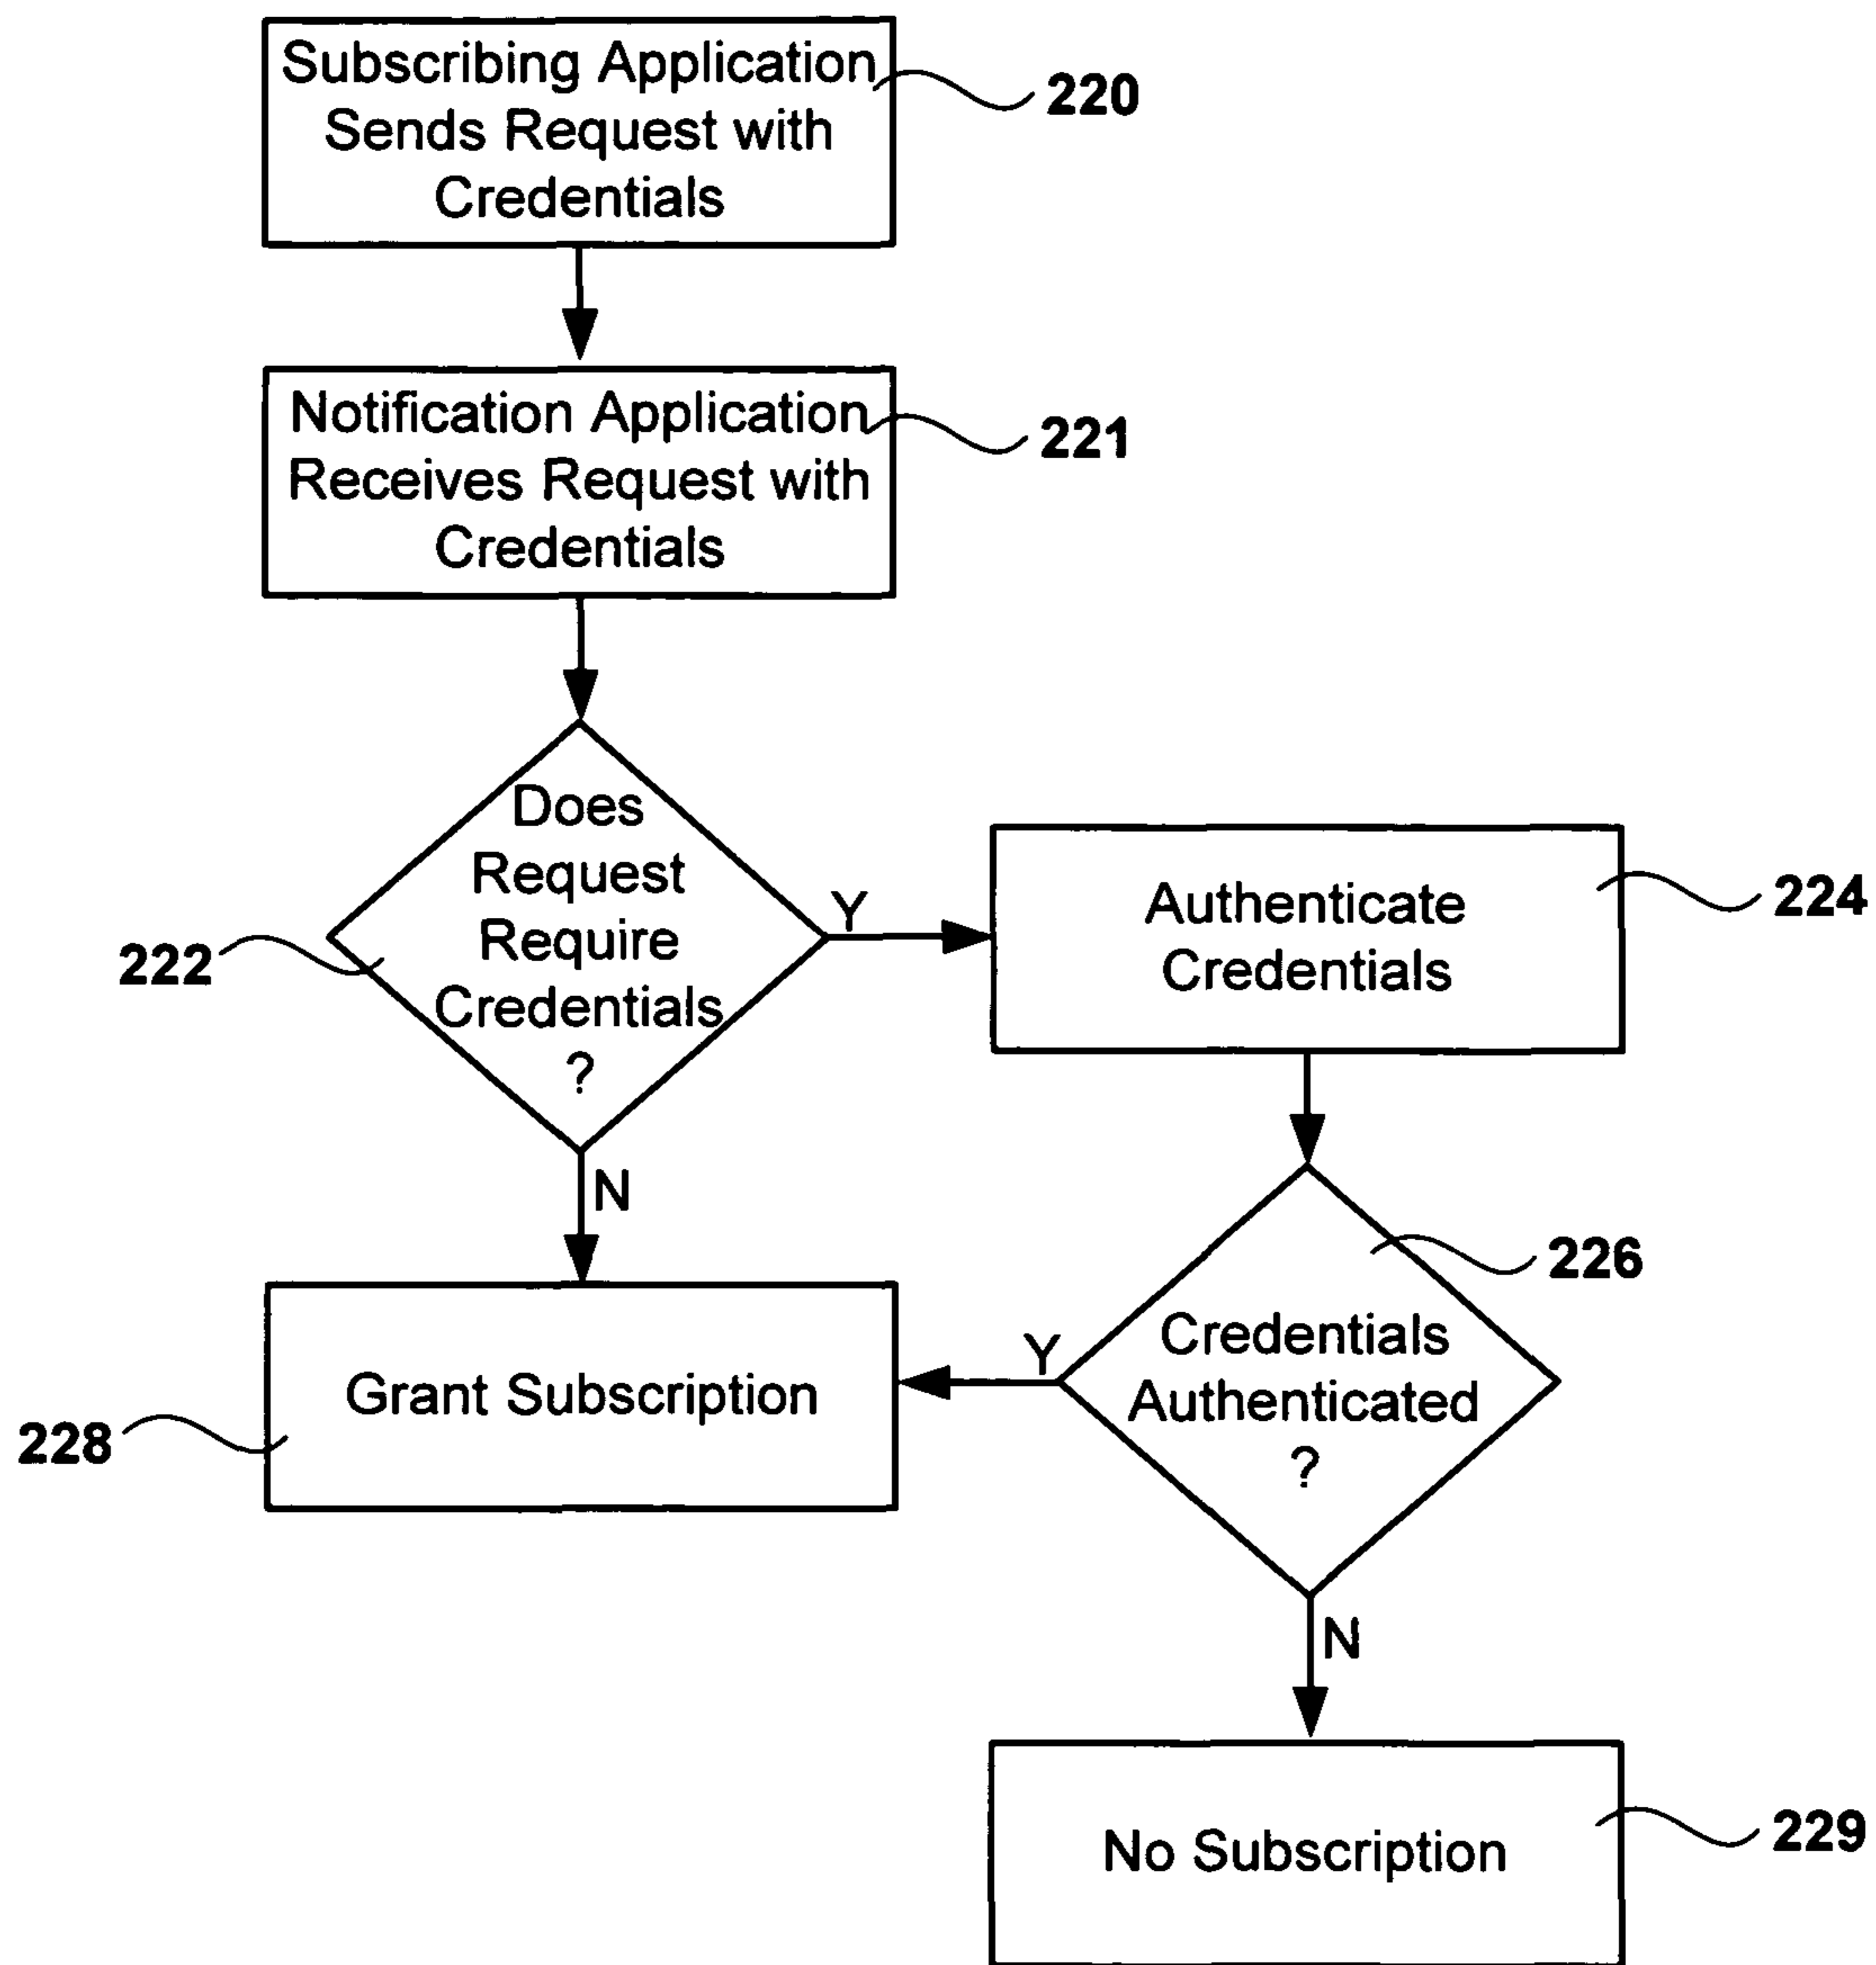 Subscribing Application
Sends Request with
Credentials
220
Notification Application
Receives Request with
Credentials
221
Does
Request
Require
Credentials
?
222
Y
N
Authenticate
Credentials
224
Credentials
Authenticated
?
226
Y
N
Grant Subscription
228
No Subscription
229